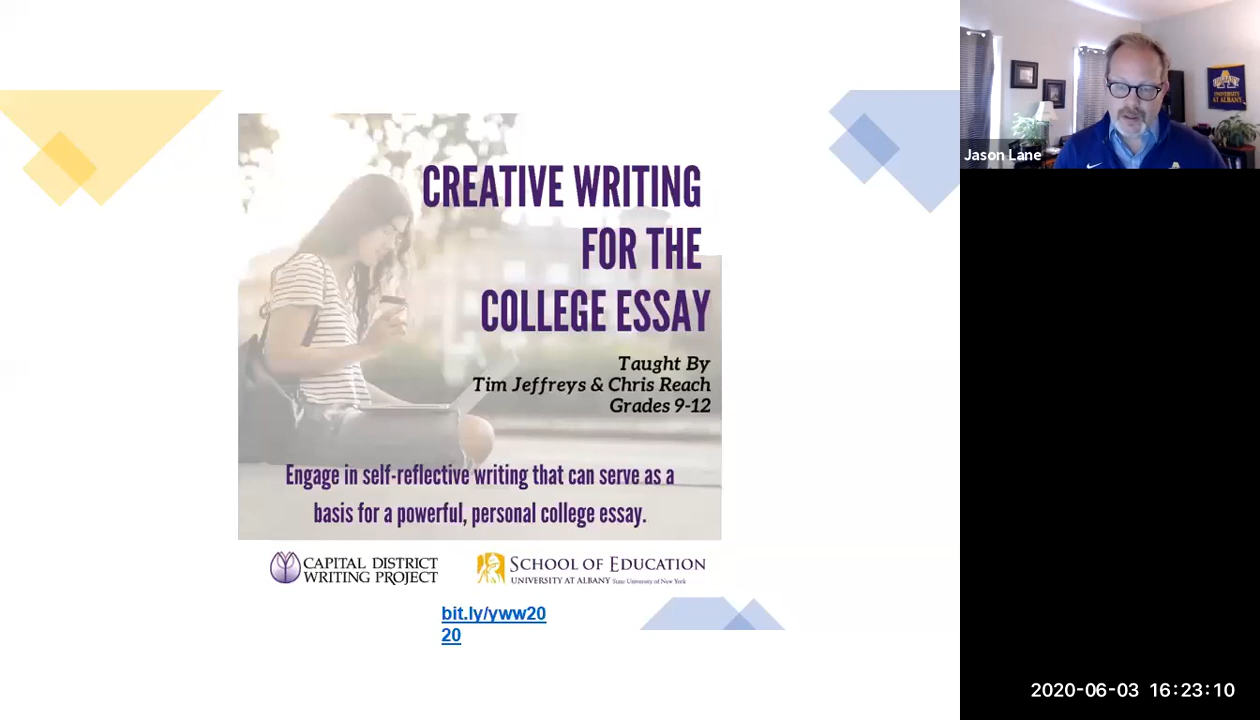 CREATIVE WRITING
FOR THE
COLLEGE ESSAY
Taught By
Tim Jeffreys & Chris Reach
Grades 9-12
Engage in self-reflective writing that can serve as a
basis for a powerful, personal college essay.
CAPITAL DISTRICT
WRITING PROJECT
SCHOOL OF EDUCATION
UNIVERSITY AT ALBANY State University of New York
bit.ly/yww20
20
UNIVERSITY
AT ALBANY
Jason Lane
2020-06-03 16:23:10